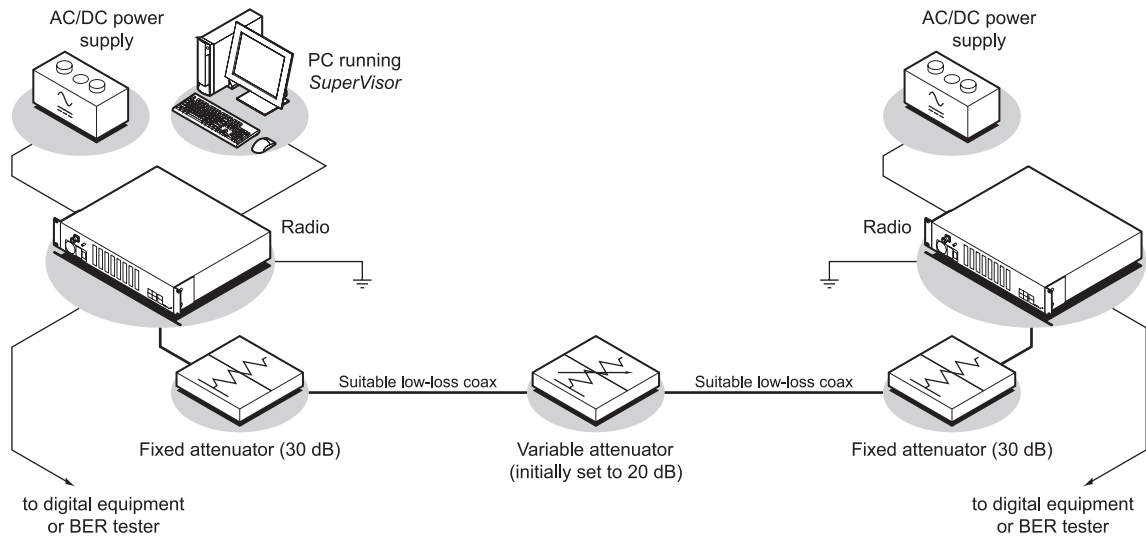 AC/DC power
supply
PC running
SuperVisor
AC/DC power
supply
Radio
Radio
Suitable low-loss coax
Suitable low-loss coax
Fixed attenuator (30 dB)
Variable attenuator
(initially set to 20 dB)
Fixed attenuator (30 dB)
to digital equipment
or BER tester
to digital equipment
or BER tester